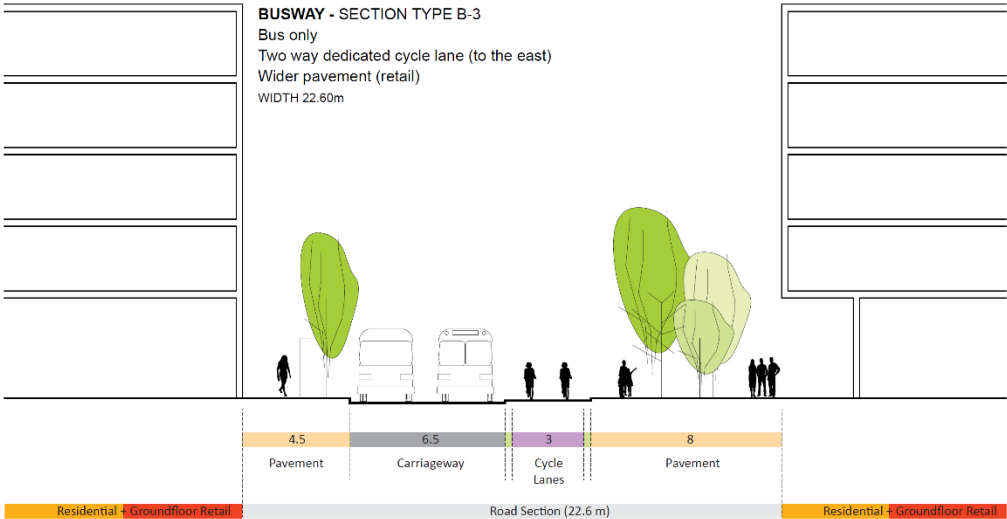 BUSWAY - SECTION TYPE B-3
Bus only
Two way dedicated cycle lane (to the east)
Wider pavement (retail)
WIDTH 22.60m
4.5
6.5
3
8
Pavement
Carriageway
Cycle
Lanes
Pavement
Residential + Groundfloor Retail
Road Section (22.6 m)
Residential + Groundfloor Retail